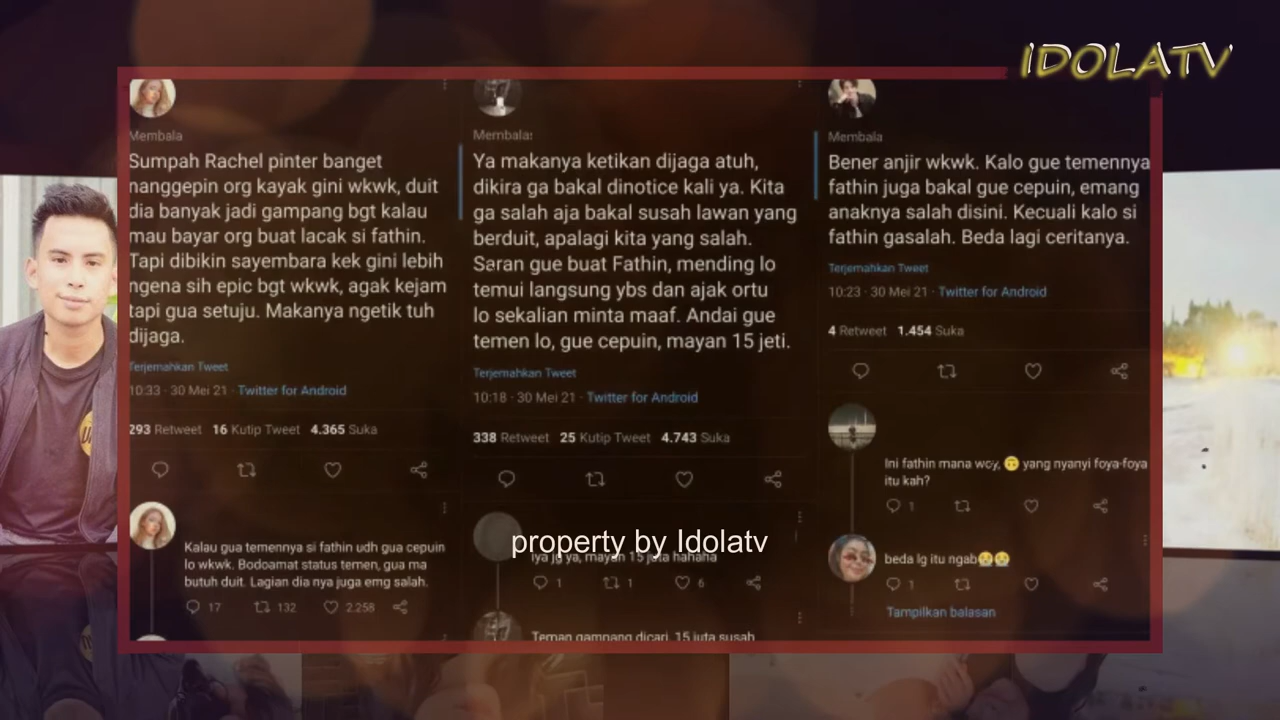 IDOLATV
Membala
Sumpah Rachel pinter banget
nanggepin org kayak gini wkwk, duit
dia banyak jadi gampang bgt kalau
mau bayar org buat lacak si fathin.
Tapi dibikin sayembara kek gini lebih
ngena sih epic bgt wkwk, agak kejam
tapi gua setuju. Makanya ngetik tuh
dijaga.
Terjemahkan Tweet
10:33 · 30 Mei 21 · Twitter for Android
293 Retweet 16 Kutip Tweet 4.365 Suka
Kalau gua temennya si fathin udh gua cepuin
lo wkwk. Bodoamat status temen, gua ma
butuh duit. Lagian dia nya juga emg salah.
17 132 2.258
Membalas
Ya makanya ketikan dijaga atuh,
dikira ga bakal dinotice kali ya. Kita
ga salah aja bakal susah lawan yang
berduit, apalagi kita yang salah.
Saran gue buat Fathin, mending lo
temui langsung ybs dan ajak ortu
lo sekalian minta maaf. Andai gue
temen lo, gue cepuin, mayan 15 jeti.
Terjemahkan Tweet
10:18 · 30 Mei 21 · Twitter for Android
338 Retweet 25 Kutip Tweet 4.743 Suka
property by Idolatv
iya jg ya, mayan 15 juta hahaha
1 1 6
Teman gampang dicari, 15 juta susah
Membala
Bener anjir wkwk. Kalo gue temennya
fathin juga bakal gue cepuin, emang
anaknya salah disini. Kecuali kalo si
fathin gasalah. Beda lagi ceritanya.
Terjemahkan Tweet
10:23 · 30 Mei 21 · Twitter for Android
4 Retweet 1.454 Suka
Ini fathin mana woy, 🙃 yang nyanyi foya-foya
itu kah?
1
beda lg itu ngab😭😭
1
Tampilkan balasan